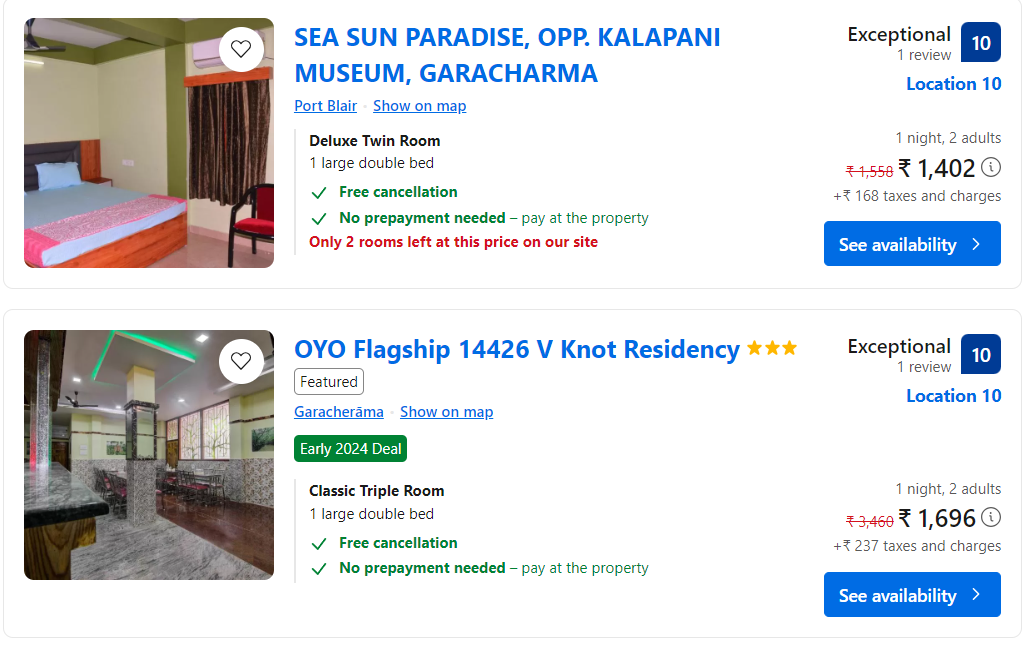 SEA SUN PARADISE, OPP. KALAPANI
MUSEUM, GARACHARMA
Port Blair · Show on map
Deluxe Twin Room
1 large double bed
✓ Free cancellation
✓ No prepayment needed – pay at the property
Only 2 rooms left at this price on our site
Exceptional
1 review
10
Location 10
1 night, 2 adults
₹ 1,558 ₹ 1,402
+₹ 168 taxes and charges
See availability
OYO Flagship 14426 V Knot Residency
Featured
Garacherāma · Show on map
Early 2024 Deal
Classic Triple Room
1 large double bed
✓ Free cancellation
✓ No prepayment needed – pay at the property
Exceptional
1 review
10
Location 10
1 night, 2 adults
₹ 3,460 ₹ 1,696
+₹ 237 taxes and charges
See availability